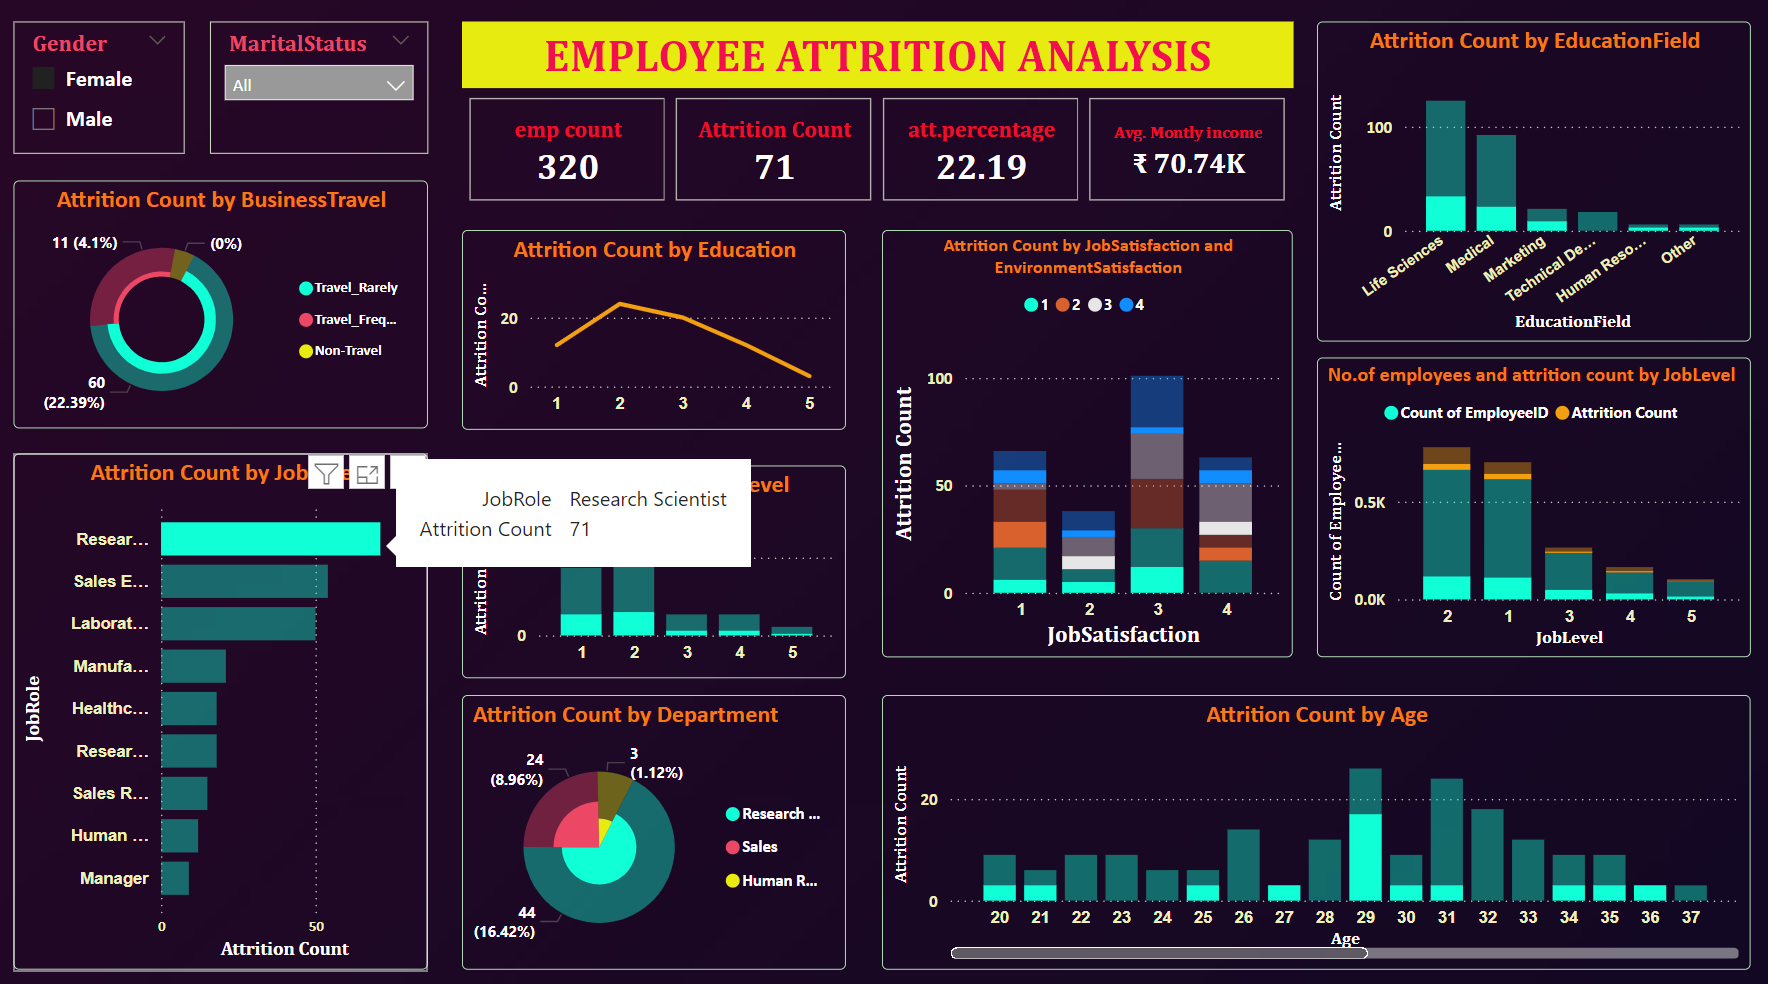 Gender
Female
Male
MaritalStatus
All
EMPLOYEE ATTRITION ANALYSIS
emp count
320
Attrition Count
71
att.percentage
22.19
Avg. Montly income
₹ 70.74K
Attrition Count by EducationField
Attrition Count
100
0
Life Sciences
Medical
Marketing
Technical De...
Human Reso...
Other
EducationField
Attrition Count by BusinessTravel
11 (4.1%)
(0%)
60
(22.39%)
Travel_Rarely
Travel_Freq...
Non-Travel
Attrition Count by Education
Attrition Co...
20
0
1 2 3 4 5
Attrition Count by JobSatisfaction and
EnvironmentSatisfaction
1 2 3 4
Attrition Count
100
50
0
1 2 3 4
JobSatisfaction
No.of employees and attrition count by JobLevel
Count of EmployeeID Attrition Count
Count of Employee...
0.5K
0.0K
2 1 3 4 5
JobLevel
Attrition Count by Job
JobRole
Resear...
Sales E...
Laborat...
Manufa...
Healthc...
Resear...
Sales R...
Human ...
Manager
0 50
Attrition Count
JobRole Research Scientist
Attrition Count 71
evel
Attrition
0
1 2 3 4 5
Attrition Count by Department
24
(8.96%)
3
(1.12%)
44
(16.42%)
Research ...
Sales
Human R...
Attrition Count by Age
Attrition Count
20
0
20 21 22 23 24 25 26 27 28 29 30 31 32 33 34 35 36 37
Age